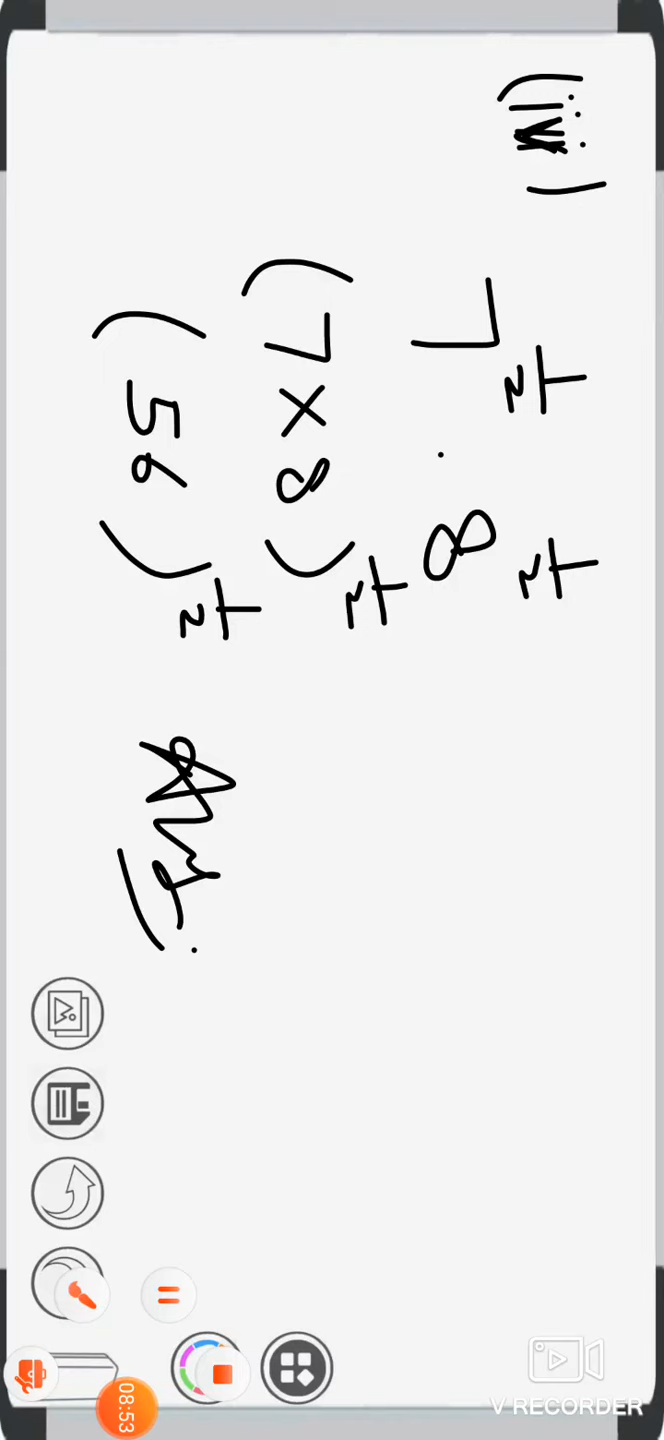 7^{1/2} . 8^{1/2}
(7 × 8)^{1/2}
(56)^{1/2} Ans.
08:53
V RECORDER